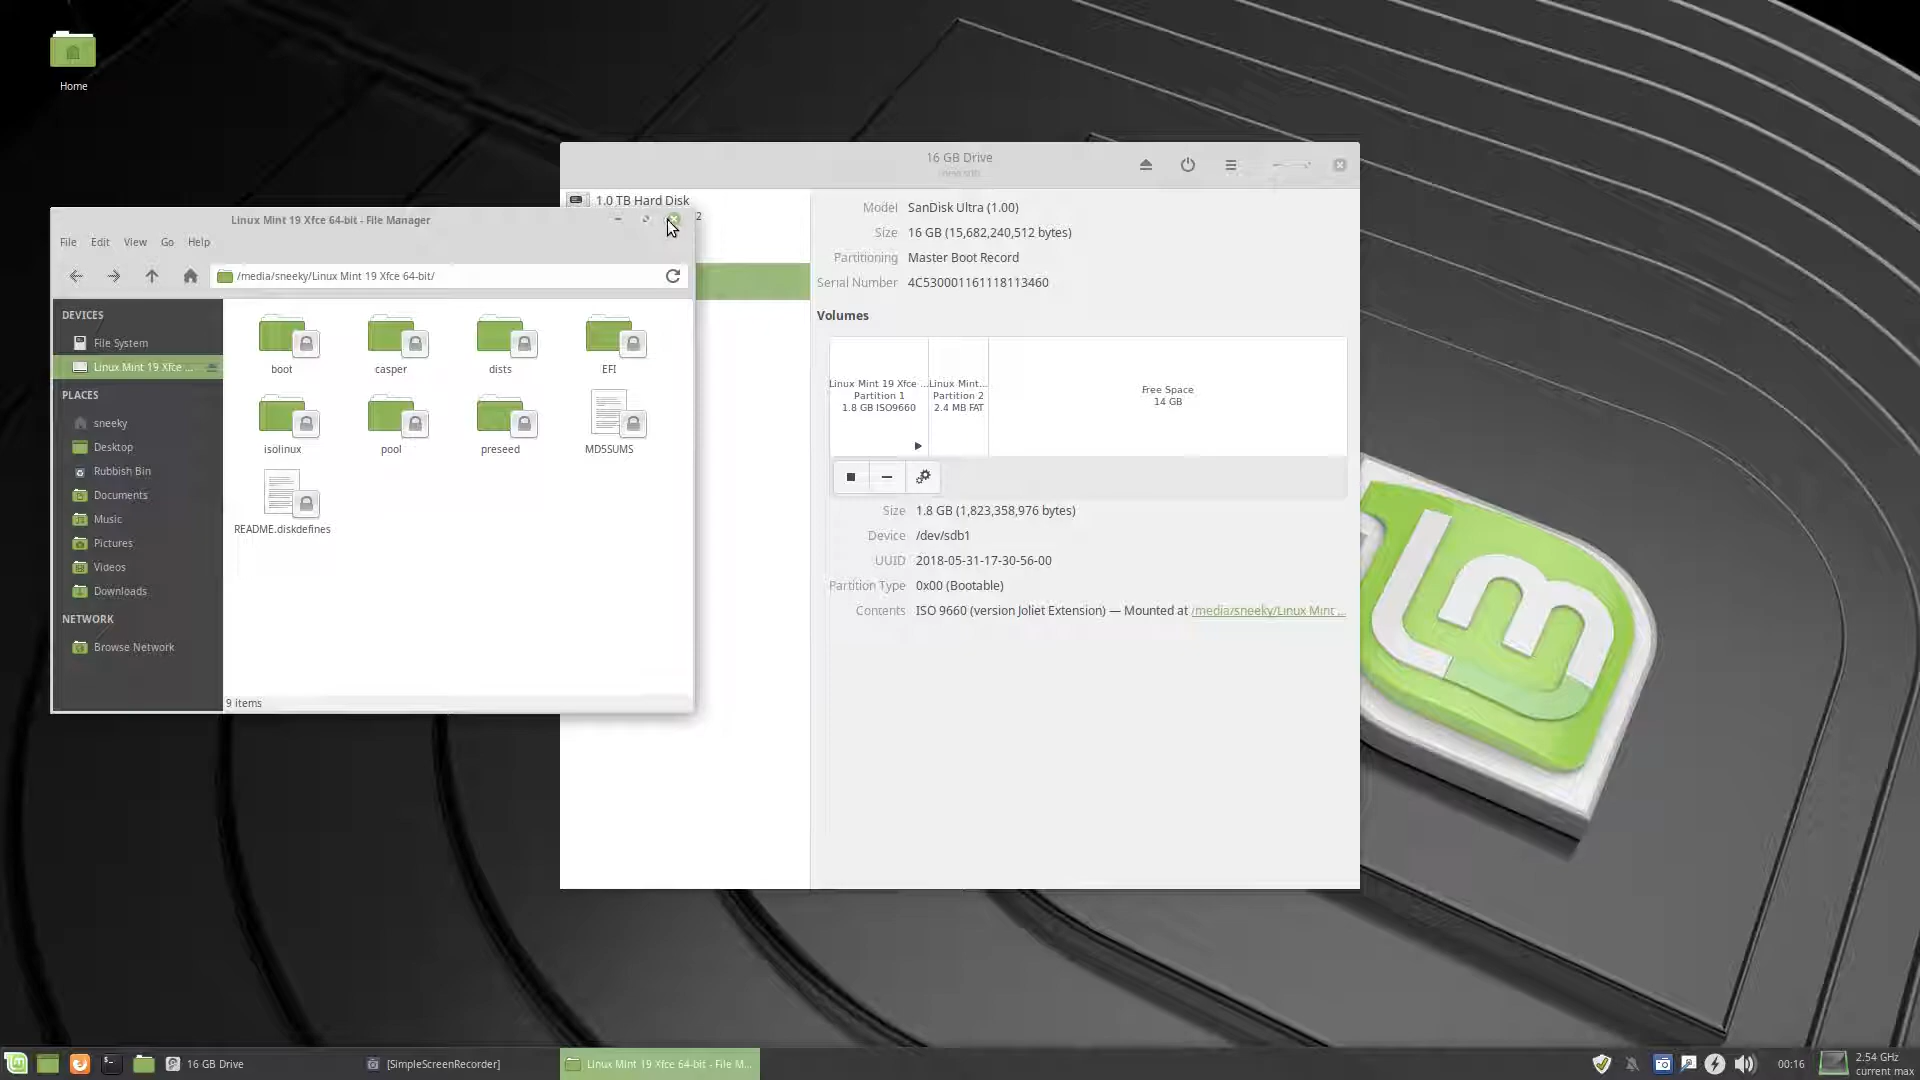 Home
16 GB Drive
1.0 TB Hard Disk
2
Linux Mint 19 Xfce 64-bit - File Manager
File Edit View Go Help
/media/sneeky/Linux Mint 19 Xfce 64-bit/
DEVICES
File System
Linux Mint 19 Xfce ...
PLACES
sneeky
Desktop
Rubbish Bin
Documents
Music
Pictures
Videos
Downloads
NETWORK
Browse Network
boot casper dists EFI
isolinux pool preseed MD5SUMS
README.diskdefines
9 items
Model SanDisk Ultra (1.00)
Size 16 GB (15,682,240,512 bytes)
Partitioning Master Boot Record
Serial Number 4C530001161118113460
Volumes
Linux Mint 19 Xfce ...
Partition 1
1.8 GB ISO9660
Linux Mint...
Partition 2
2.4 MB FAT
Free Space
14 GB
Size 1.8 GB (1,823,358,976 bytes)
Device /dev/sdb1
UUID 2018-05-31-17-30-56-00
Partition Type 0x00 (Bootable)
Contents ISO 9660 (version Joliet Extension) — Mounted at /media/sneeky/Linux Mint ...
lm
16 GB Drive
[SimpleScreenRecorder]
Linux Mint 19 Xfce 64-bit - File M...
00:16
2.54 GHz
current max